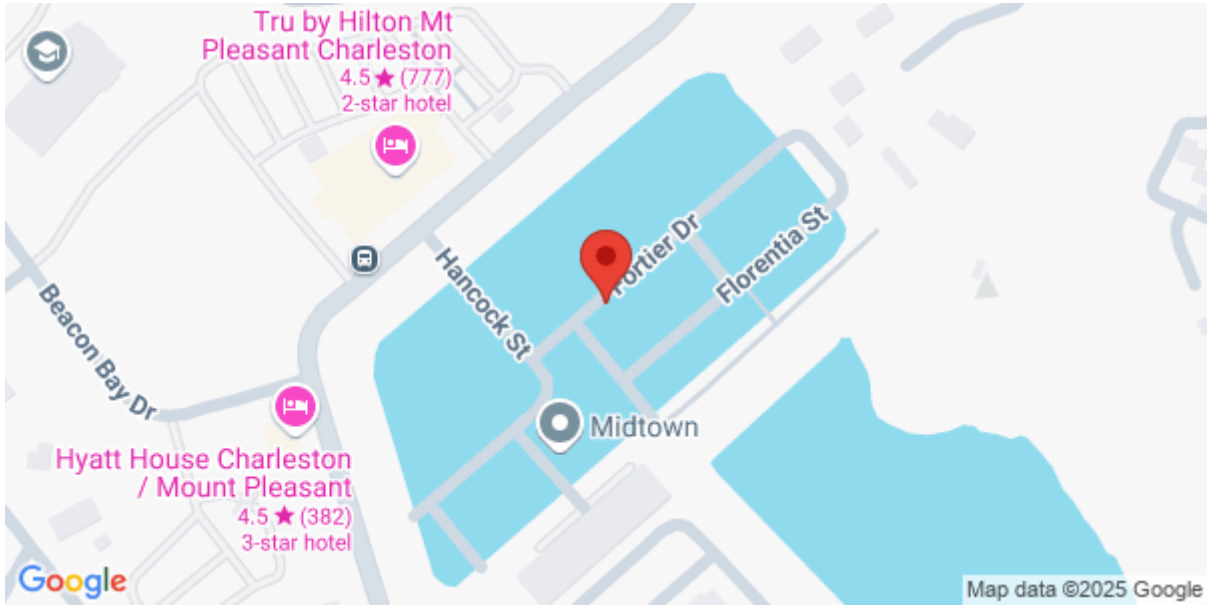 Tru by Hilton Mt
Pleasant Charleston
4.5 ★ (777)
2-star hotel
Fortier Dr
Florentia St
Hancock St
Beacon Bay Dr
Midtown
Hyatt House Charleston
/ Mount Pleasant
4.5 ★ (382)
3-star hotel
Google
Map data ©2025 Google